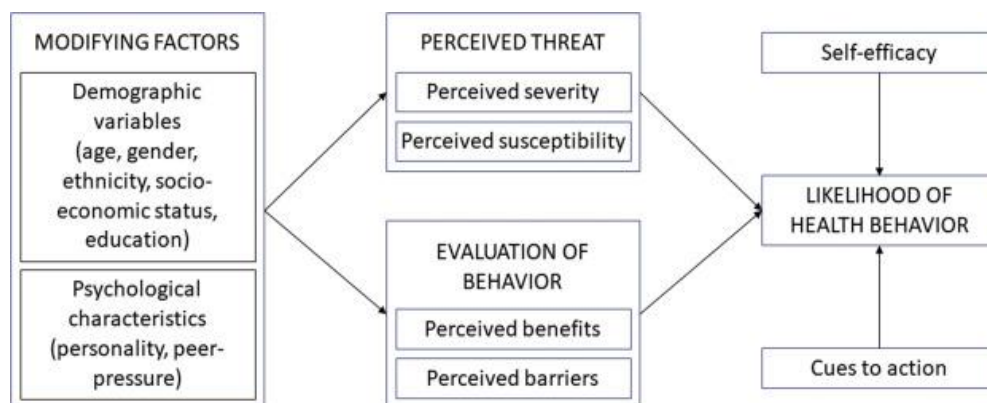 MODIFYING FACTORS
Demographic
variables
(age, gender,
ethnicity, socio-
economic status,
education)
Psychological
characteristics
(personality, peer-
pressure)
PERCEIVED THREAT
Perceived severity
Perceived susceptibility
EVALUATION OF
BEHAVIOR
Perceived benefits
Perceived barriers
Self-efficacy
LIKELIHOOD OF
HEALTH BEHAVIOR
Cues to action